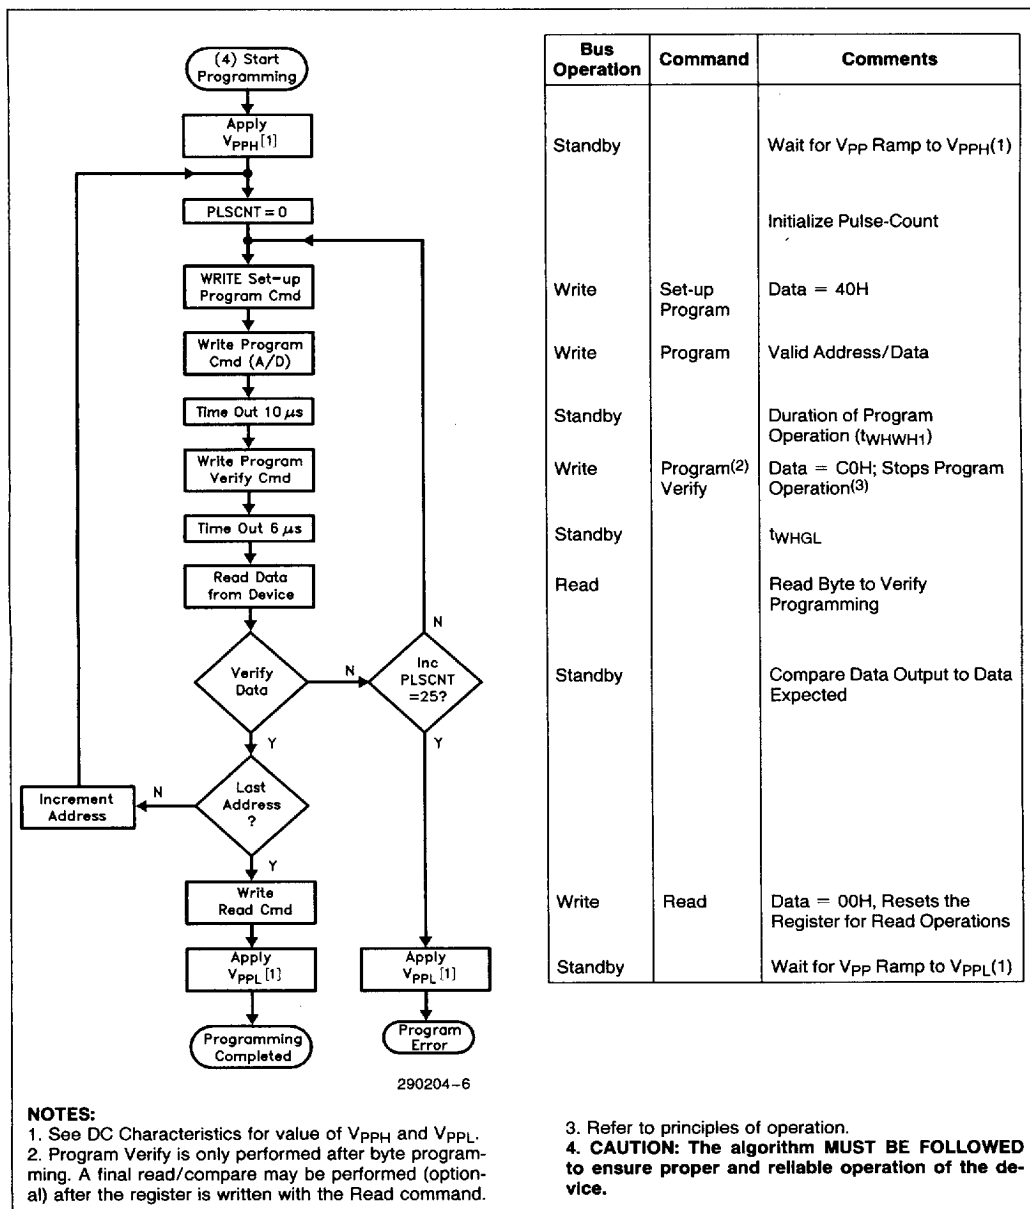 (4) Start
Programming
Apply
VPPH[1]
PLSCNT = 0
WRITE Set-up
Program Cmd
Write Program
Cmd (A/D)
Time Out 10 µs
Write Program
Verify Cmd
Time Out 6 µs
Read Data
from Device
Verify
Data
N
Inc
PLSCNT
=25?
N
Y
Y
Last
Address
?
N
Increment
Address
Y
Write
Read Cmd
Apply
VPPL[1]
Apply
VPPL[1]
Programming
Completed
Program
Error
290204-6
Bus
Operation
Command
Comments
Standby
Wait for VPP Ramp to VPPH(1)
Initialize Pulse-Count
Write
Set-up
Program
Data = 40H
Write
Program
Valid Address/Data
Standby
Duration of Program
Operation (tWHWH1)
Write
Program(2)
Verify
Data = C0H; Stops Program
Operation(3)
Standby
tWHGL
Read
Read Byte to Verify
Programming
Standby
Compare Data Output to Data
Expected
Write
Read
Data = 00H, Resets the
Register for Read Operations
Standby
Wait for VPP Ramp to VPPL(1)
NOTES:
1. See DC Characteristics for value of VPPH and VPPL.
2. Program Verify is only performed after byte program-
ming. A final read/compare may be performed (option-
al) after the register is written with the Read command.
3. Refer to principles of operation.
4. CAUTION: The algorithm MUST BE FOLLOWED
to ensure proper and reliable operation of the de-
vice.